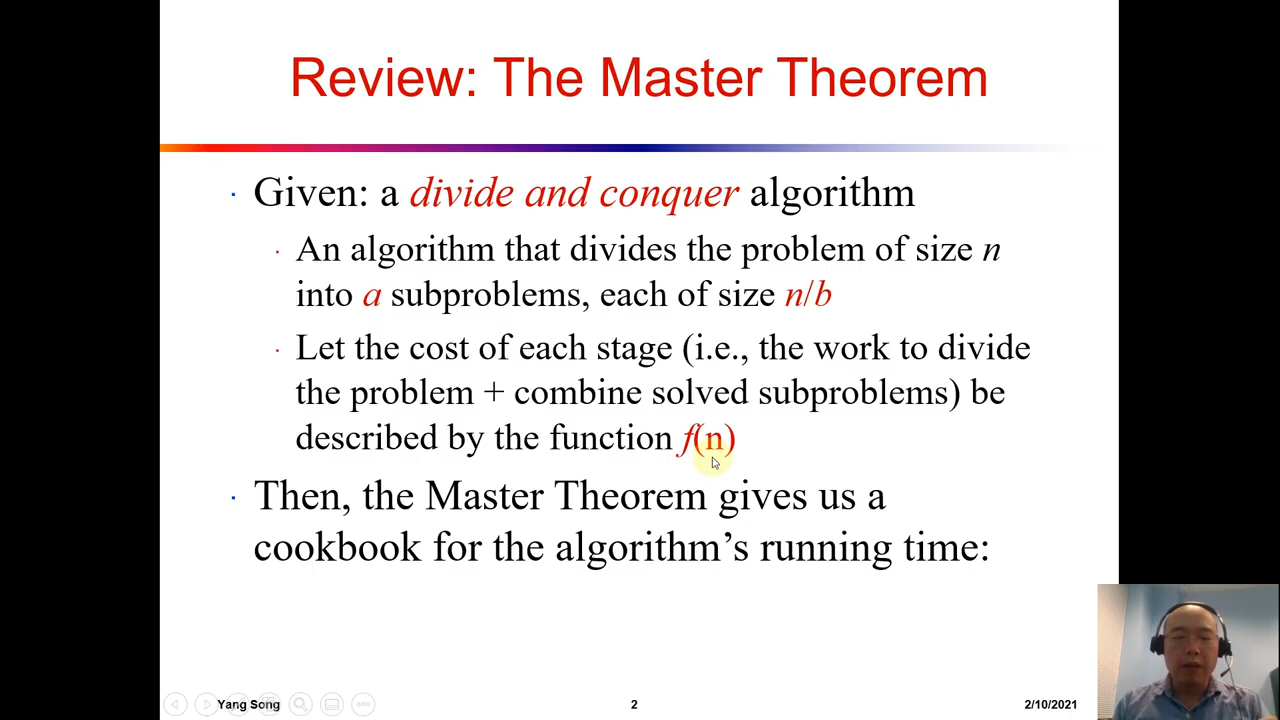 Review: The Master Theorem
· Given: a divide and conquer algorithm
· An algorithm that divides the problem of size n
into a subproblems, each of size n/b
· Let the cost of each stage (i.e., the work to divide
the problem + combine solved subproblems) be
described by the function f(n)
· Then, the Master Theorem gives us a
cookbook for the algorithm’s running time:
Yang Song 2 2/10/2021